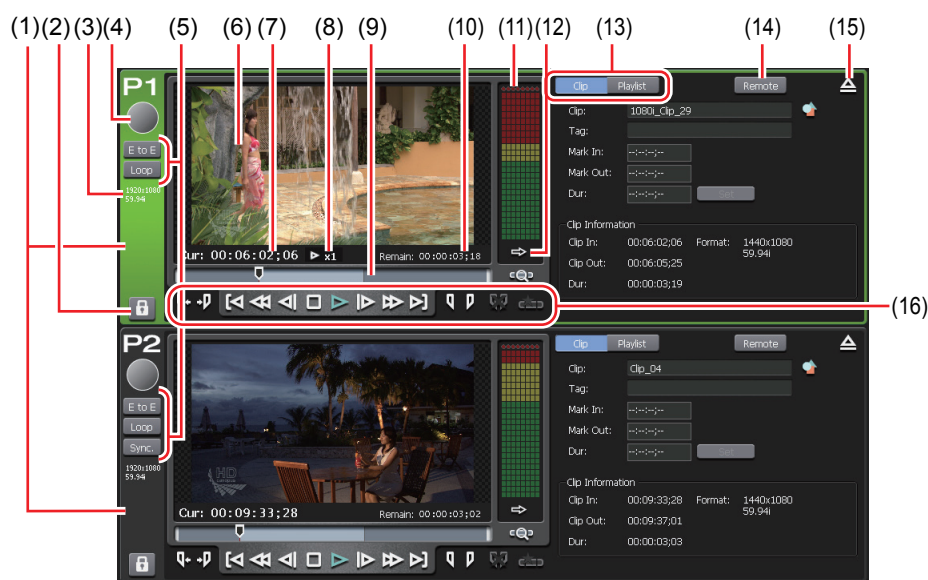 (1) (2) (3) (4) (5) (6) (7) (8) (9) (10) (11) (12) (13) (14) (15)
P1
E to E
Loop
1920x1080
59.94i
Cur: 00:06:02;06 x1 Remain: 00:00:03;18
Clip Playlist Remote
Clip: 1080i_Clip_29
Tag:
Mark In: --:--:--;--
Mark Out: --:--:--;--
Dur: --:--:--;-- Set
Clip Information
Clip In: 00:06:02;06 Format: 1440x1080
59.94i
Clip Out: 00:06:05;25
Dur: 00:00:03;19
(16)
P2
E to E
Loop
Sync.
1920x1080
59.94i
HD
Cur: 00:09:33;28 Remain: 00:00:03;02
Clip Playlist Remote
Clip: Clip_04
Tag:
Mark In: --:--:--;--
Mark Out: --:--:--;--
Dur: --:--:--;-- Set
Clip Information
Clip In: 00:09:33;28 Format: 1440x1080
59.94i
Clip Out: 00:09:37;01
Dur: 00:00:03;03